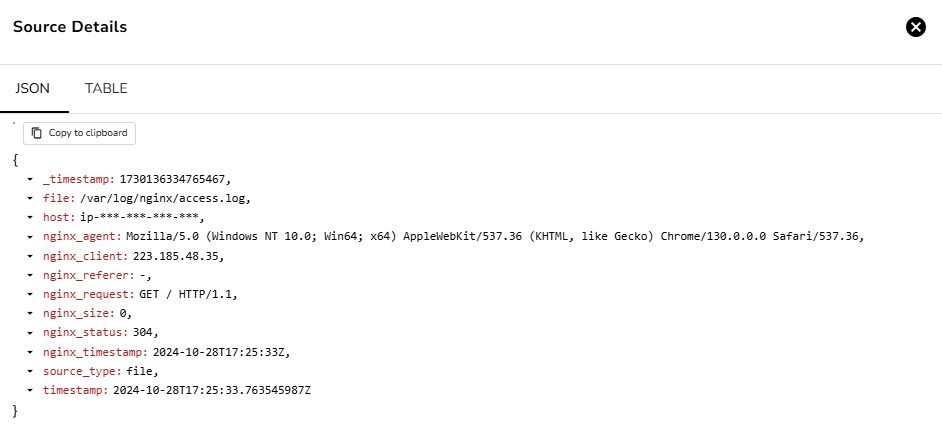 Source Details
JSON TABLE
Copy to clipboard
{
_timestamp: 1730136334765467,
file: /var/log/nginx/access.log,
host: ip-***-***-***-***,
nginx_agent: Mozilla/5.0 (Windows NT 10.0; Win64; x64) AppleWebKit/537.36 (KHTML, like Gecko) Chrome/130.0.0.0 Safari/537.36,
nginx_client: 223.185.48.35,
nginx_referer: -,
nginx_request: GET / HTTP/1.1,
nginx_size: 0,
nginx_status: 304,
nginx_timestamp: 2024-10-28T17:25:33Z,
source_type: file,
timestamp: 2024-10-28T17:25:33.763545987Z
}